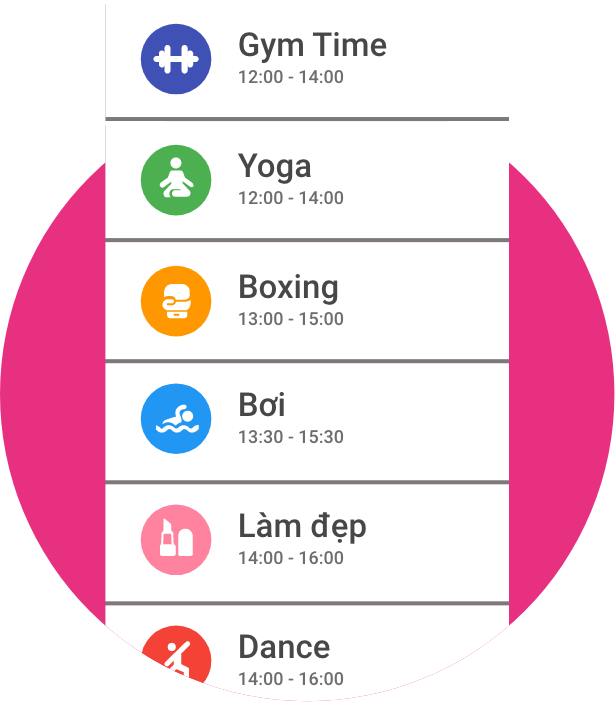 Gym Time
12:00 - 14:00
Yoga
12:00 - 14:00
Boxing
13:00 - 15:00
Bơi
13:30 - 15:30
Làm đẹp
14:00 - 16:00
Dance
14:00 - 16:00